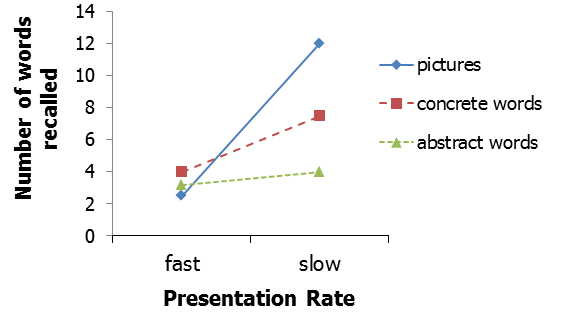 Number of words
recalled
14
12
10
8
6
4
2
0
fast
slow
Presentation Rate
pictures
concrete words
abstract words